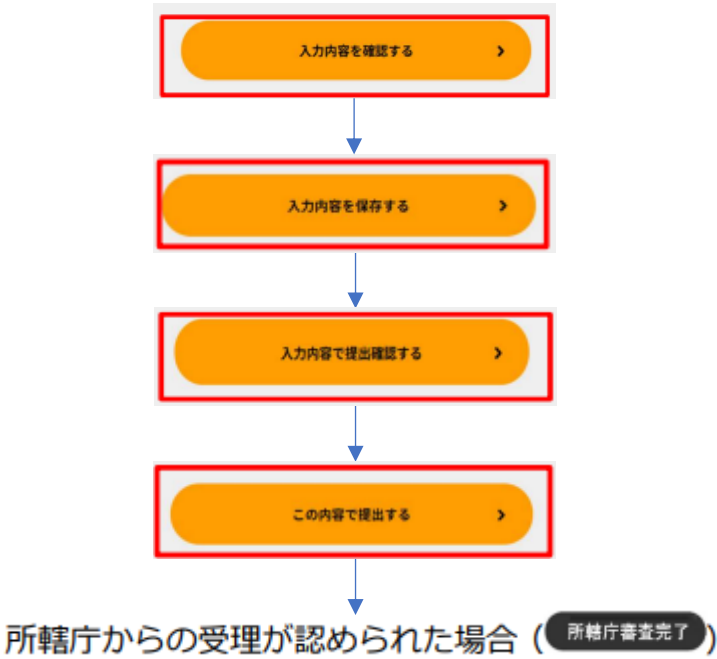 入力内容を確認する
入力内容を保存する
入力内容で提出確認する
この内容で提出する
所轄庁からの受理が認められた場合（所轄庁審査完了）